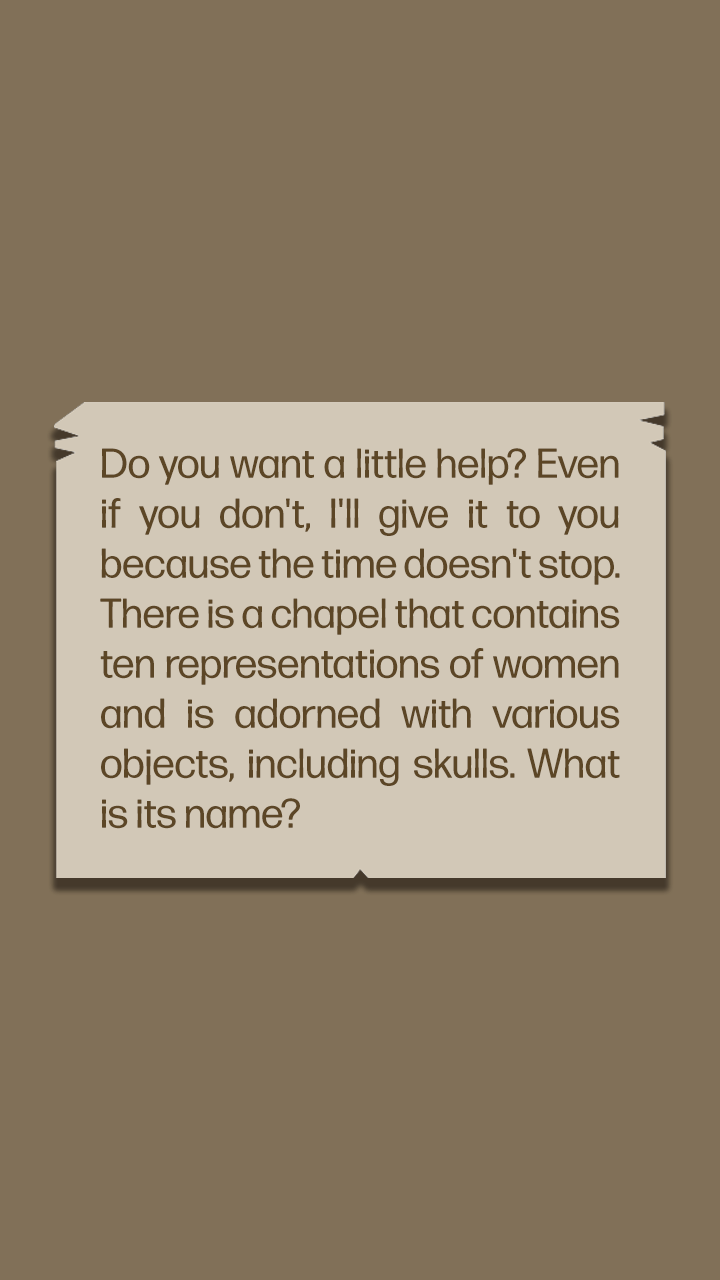 Do you want a little help? Even
if you don't, I'll give it to you
because the time doesn't stop.
There is a chapel that contains
ten representations of women
and is adorned with various
objects, including skulls. What
is its name?